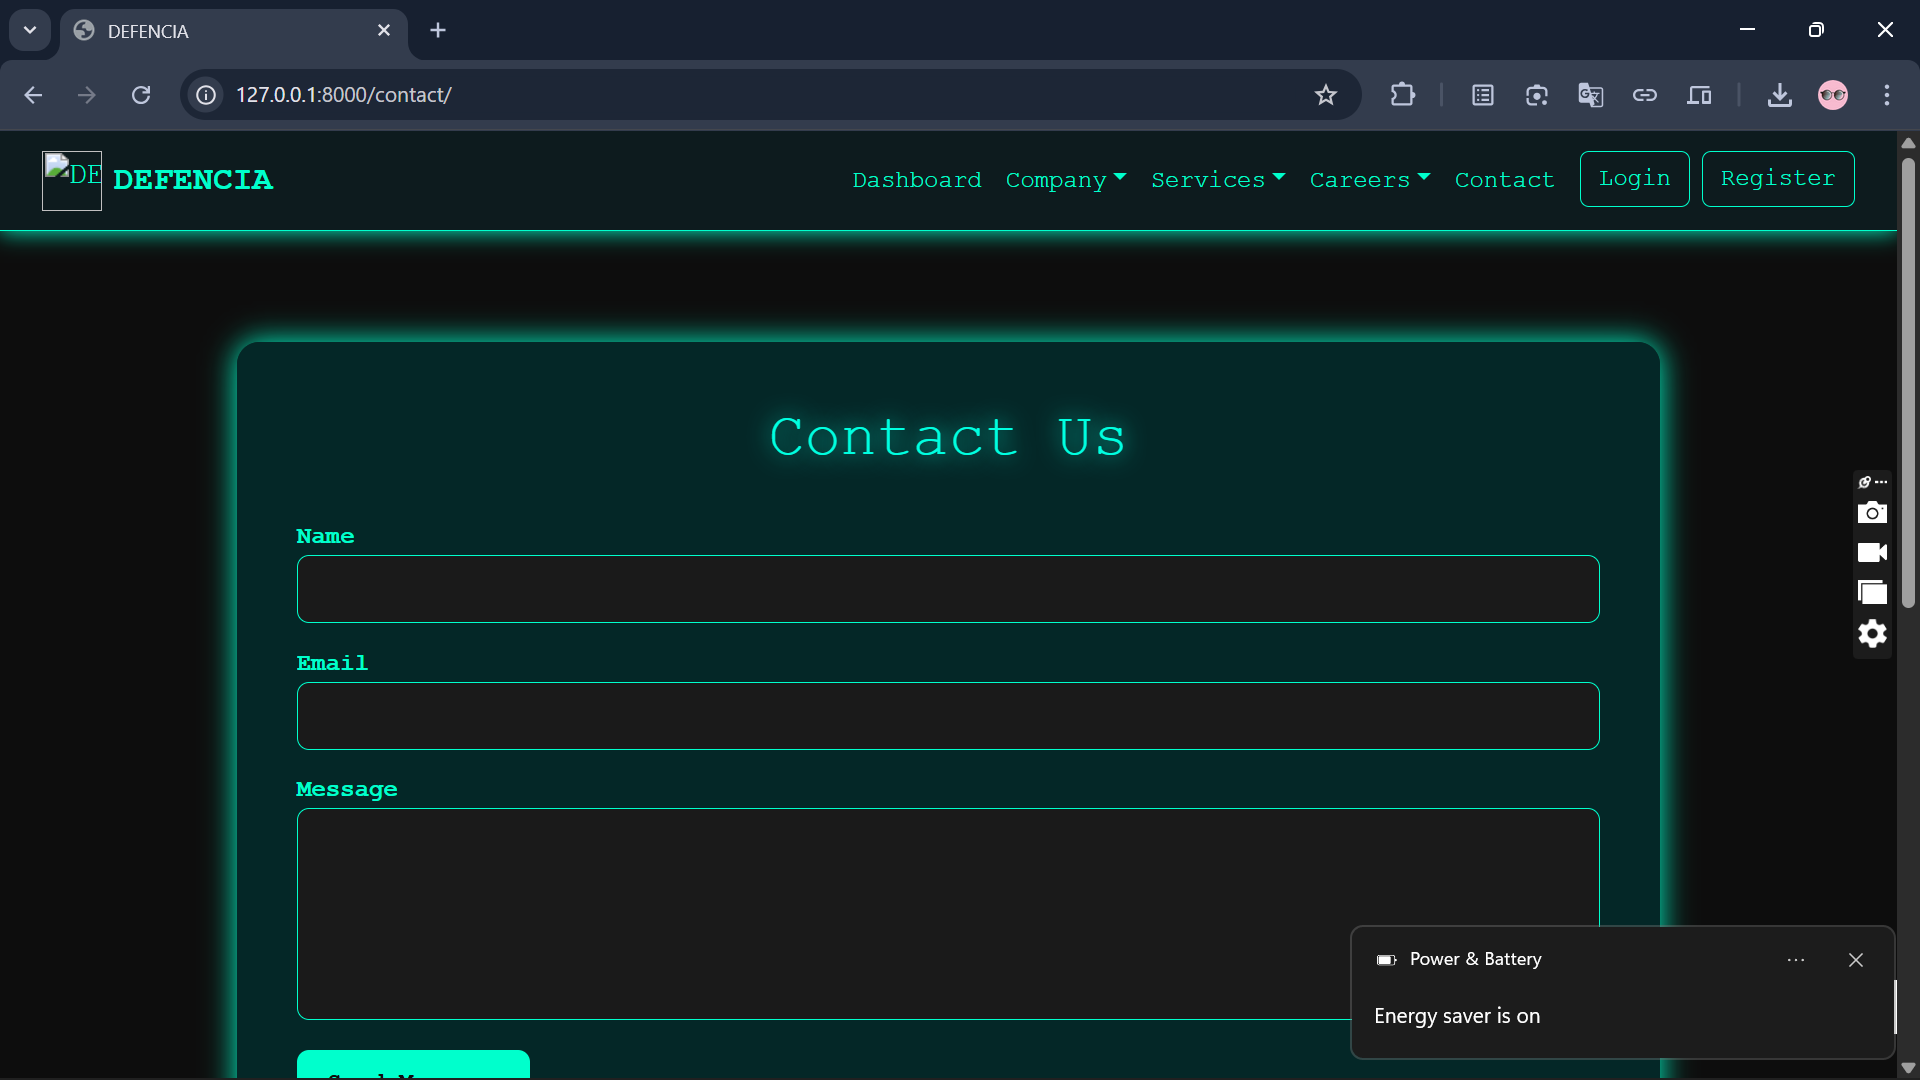 DEFENCIA
127.0.0.1:8000/contact/
DE
DEFENCIA
Dashboard Company Services Careers Contact Login Register
Contact Us
Name
Email
Message
Power & Battery
Energy saver is on